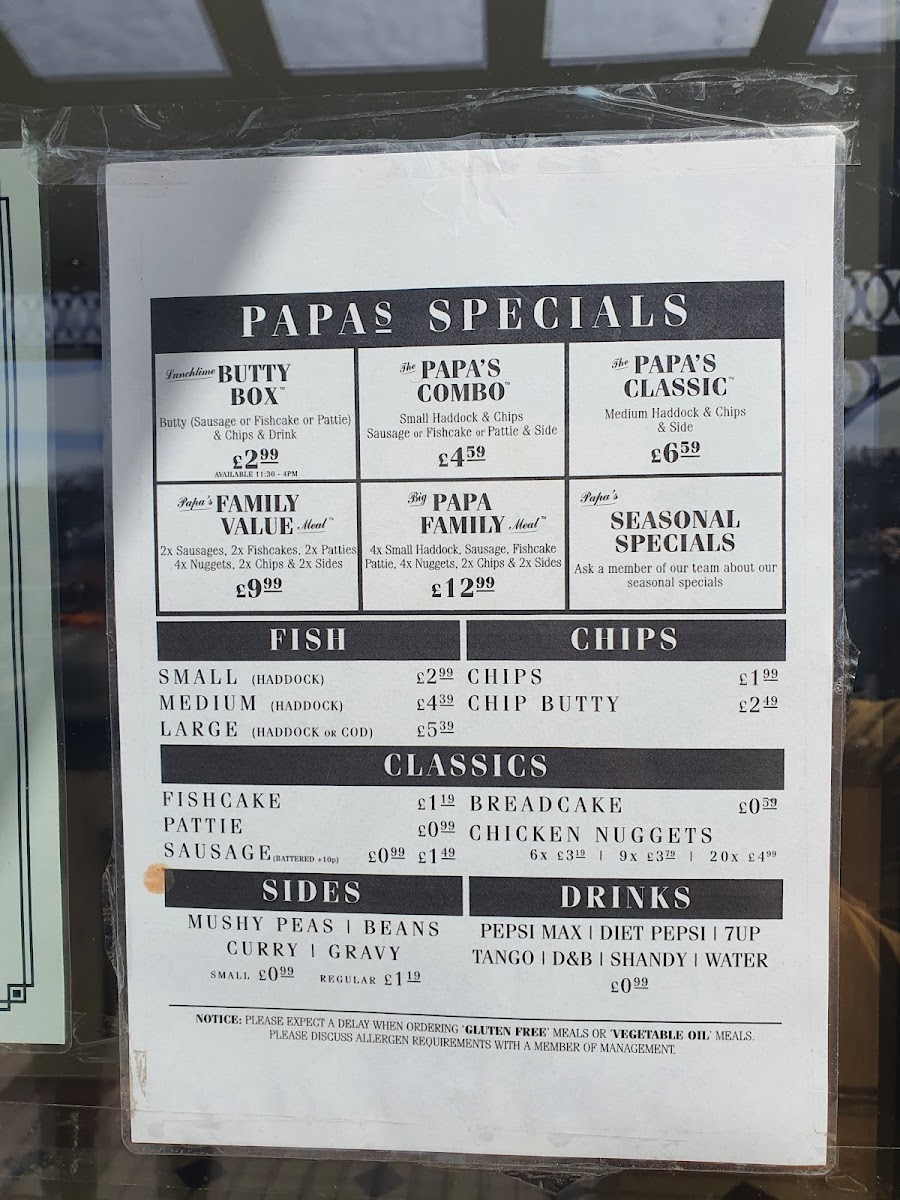 PAPAS SPECIALS
Lunchtime BUTTY
BOX™
Butty (Sausage or Fishcake or Pattie)
& Chips & Drink
£2.99
AVAILABLE 11:30 - 4PM
The PAPA'S
COMBO™
Small Haddock & Chips
Sausage or Fishcake or Pattie & Side
£4.59
The PAPA'S
CLASSIC™
Medium Haddock & Chips
& Side
£6.59
Papa's FAMILY
VALUE Meal™
2x Sausages, 2x Fishcakes, 2x Patties
4x Nuggets, 2x Chips & 2x Sides
£9.99
Big PAPA
FAMILY Meal™
4x Small Haddock, Sausage, Fishcake
Pattie, 4x Nuggets, 2x Chips & 2x Sides
£12.99
Papa's
SEASONAL
SPECIALS
Ask a member of our team about our
seasonal specials
FISH
SMALL (HADDOCK) £2.99
MEDIUM (HADDOCK) £4.39
LARGE (HADDOCK OR COD) £5.39
CHIPS
CHIPS £1.99
CHIP BUTTY £2.49
CLASSICS
FISHCAKE £1.19
PATTIE £0.99
SAUSAGE (BATTERED +10p) £0.99 £1.49
BREADCAKE £0.59
CHICKEN NUGGETS
6x £3.19 | 9x £3.79 | 20x £4.99
SIDES
MUSHY PEAS | BEANS
CURRY | GRAVY
SMALL £0.99 REGULAR £1.19
DRINKS
PEPSI MAX | DIET PEPSI | 7UP
TANGO | D&B | SHANDY | WATER
£0.99
NOTICE: PLEASE EXPECT A DELAY WHEN ORDERING 'GLUTEN FREE' MEALS OR 'VEGETABLE OIL' MEALS.
PLEASE DISCUSS ALLERGEN REQUIREMENTS WITH A MEMBER OF MANAGEMENT.